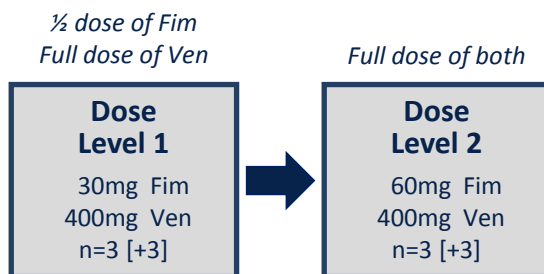 ½ dose of Fim
Full dose of Ven
Dose
Level 1
30mg Fim
400mg Ven
n=3 [+3]
Full dose of both
Dose
Level 2
60mg Fim
400mg Ven
n=3 [+3]